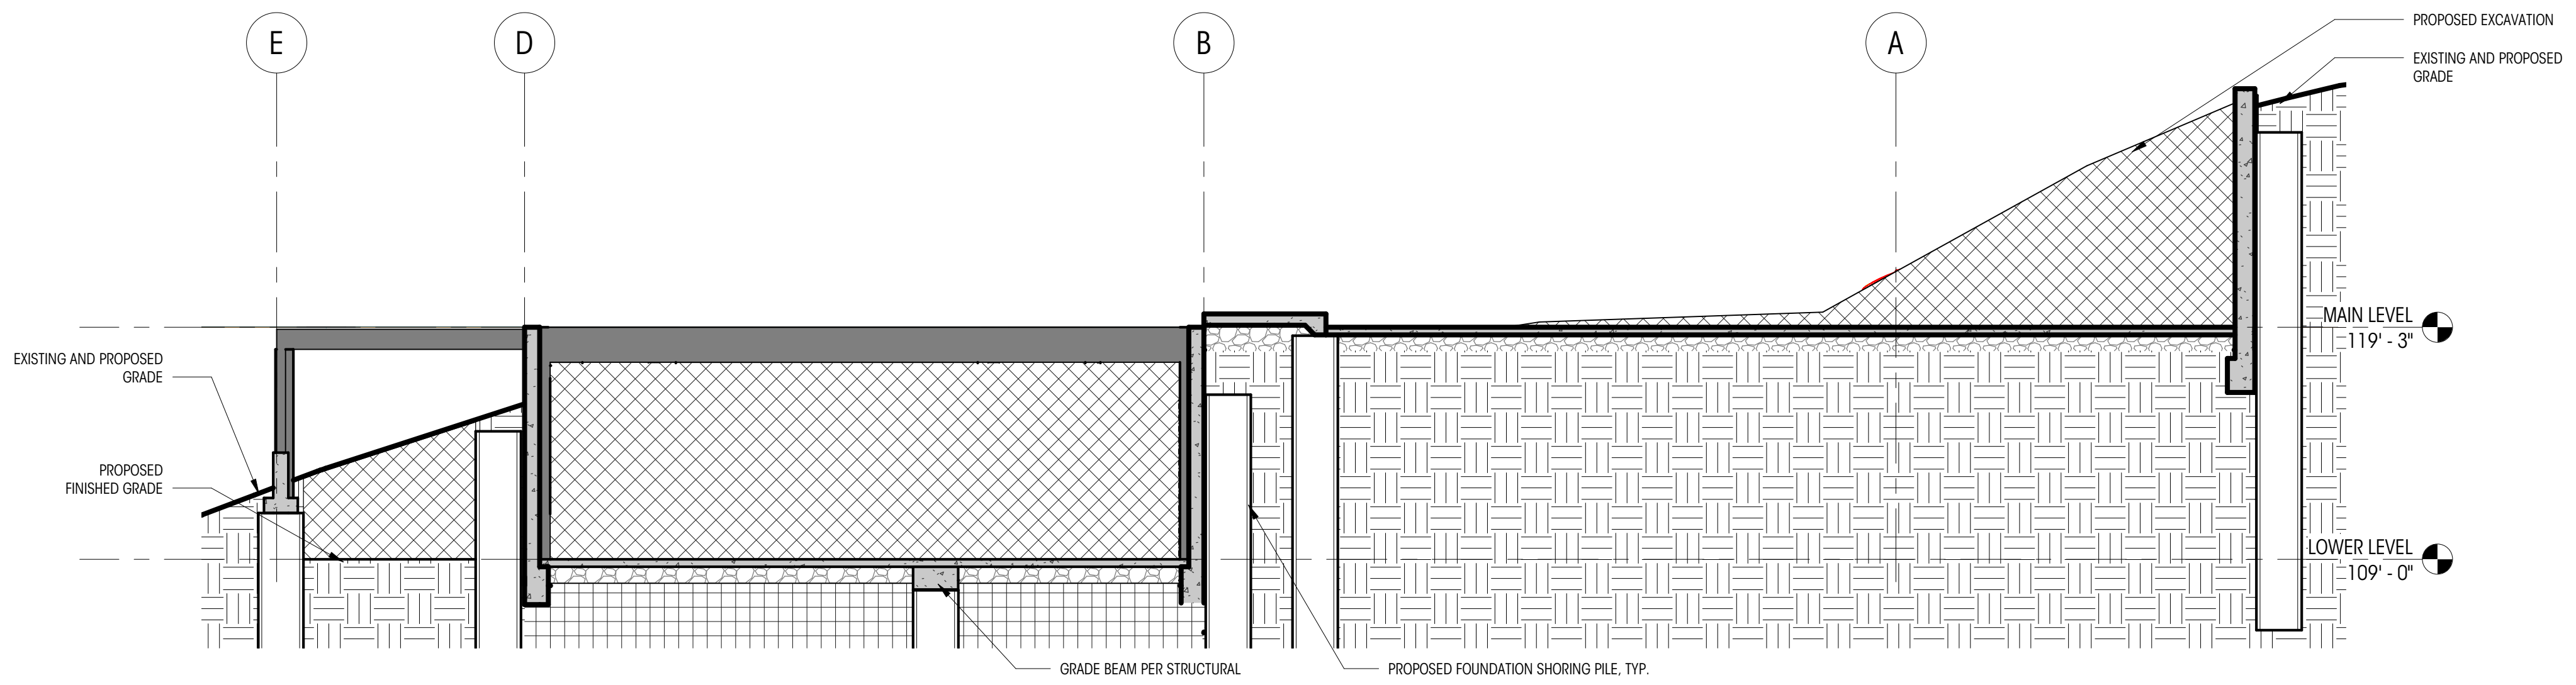 E
D
B
A
PROPOSED EXCAVATION
EXISTING AND PROPOSED
GRADE
MAIN LEVEL
119' - 3"
EXISTING AND PROPOSED
GRADE
PROPOSED
FINISHED GRADE
LOWER LEVEL
109' - 0"
GRADE BEAM PER STRUCTURAL
PROPOSED FOUNDATION SHORING PILE, TYP.